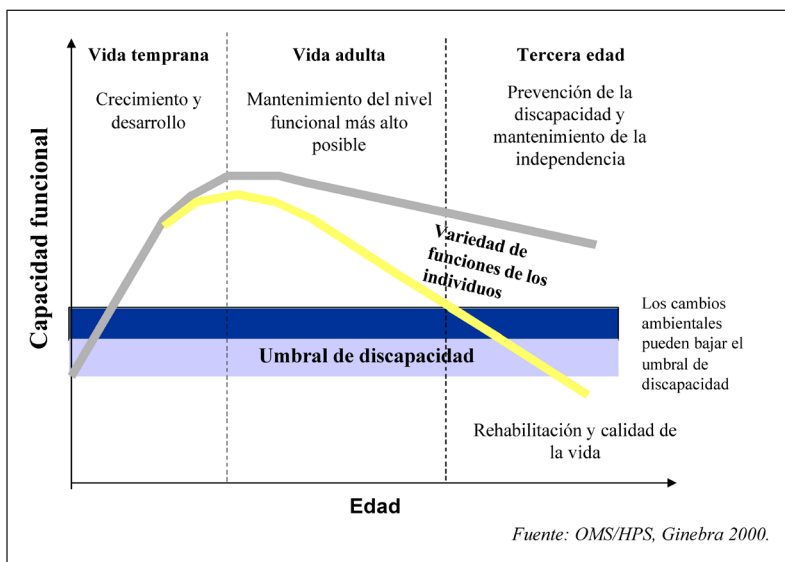 Vida temprana
Crecimiento y
desarrollo
Vida adulta
Mantenimiento del nivel
funcional más alto
posible
Tercera edad
Prevención de la
discapacidad y
mantenimiento de la
independencia
Capacidad funcional
Variedad de
funciones de los
individuos
Umbral de discapacidad
Los cambios
ambientales
pueden bajar el
umbral de
discapacidad
Rehabilitación y calidad de
la vida
Edad
Fuente: OMS/HPS, Ginebra 2000.